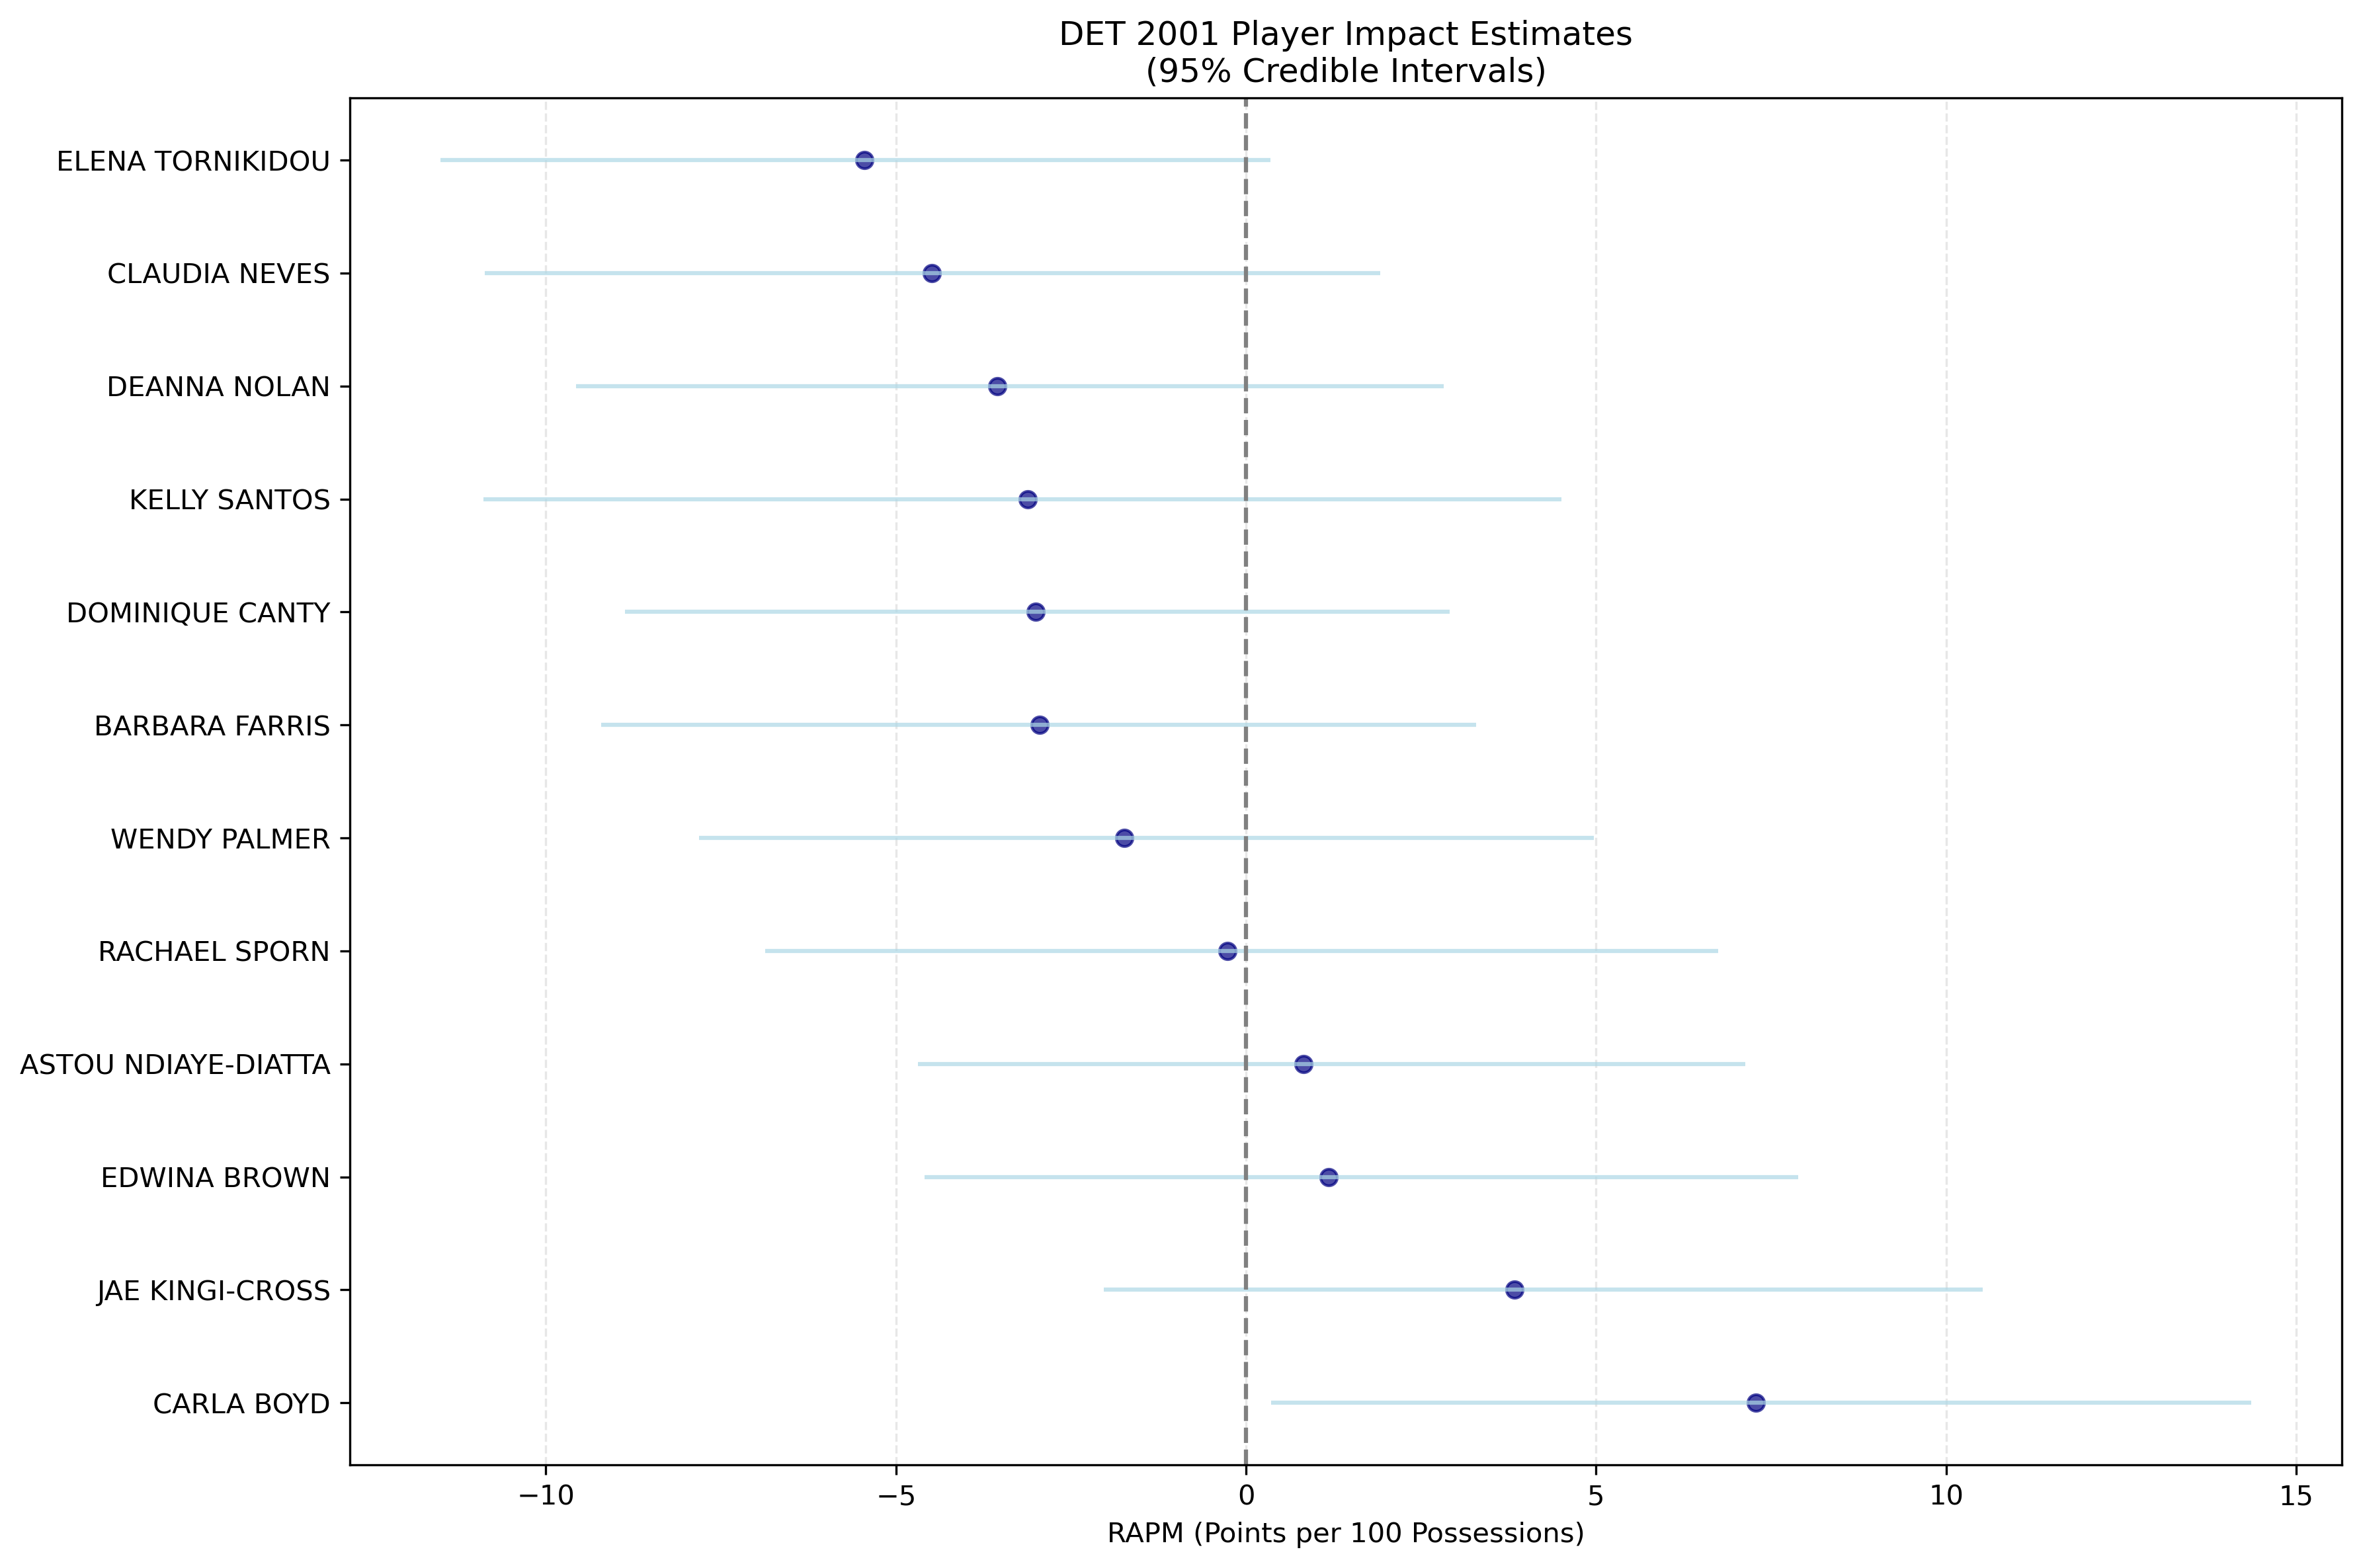 DET 2001 Player Impact Estimates
(95% Credible Intervals)
ELENA TORNIKIDOU
CLAUDIA NEVES
DEANNA NOLAN
KELLY SANTOS
DOMINIQUE CANTY
BARBARA FARRIS
WENDY PALMER
RACHAEL SPORN
ASTOU NDIAYE-DIATTA
EDWINA BROWN
JAE KINGI-CROSS
CARLA BOYD
−10 −5 0 5 10 15
RAPM (Points per 100 Possessions)